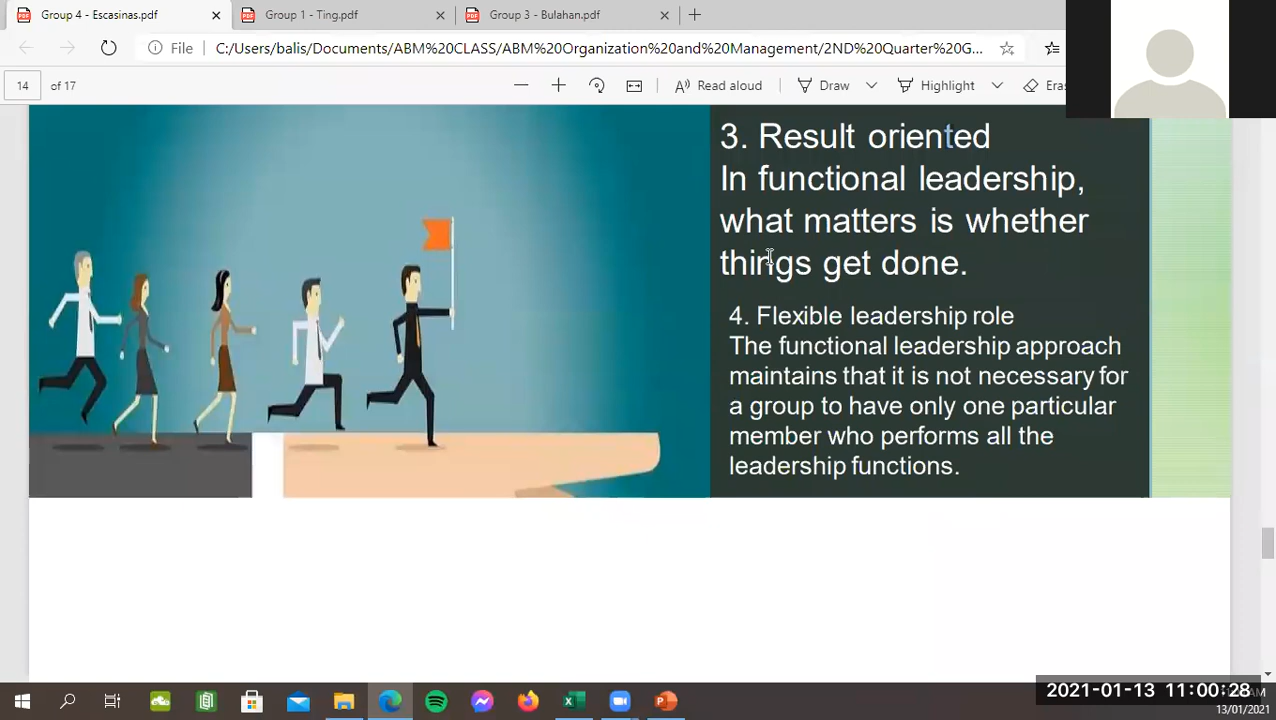 Group 4 - Escasinas.pdf
Group 1 - Ting.pdf
Group 3 - Bulahan.pdf
File
C:/Users/balis/Documents/ABM%20CLASS/ABM%20Organization%20and%20Management/2ND%20Quarter%20G...
14 of 17
Read aloud
Draw
Highlight
3. Result oriented
In functional leadership,
what matters is whether
things get done.
4. Flexible leadership role
The functional leadership approach
maintains that it is not necessary for
a group to have only one particular
member who performs all the
leadership functions.
2021-01-13 11:00:28
13/01/2021